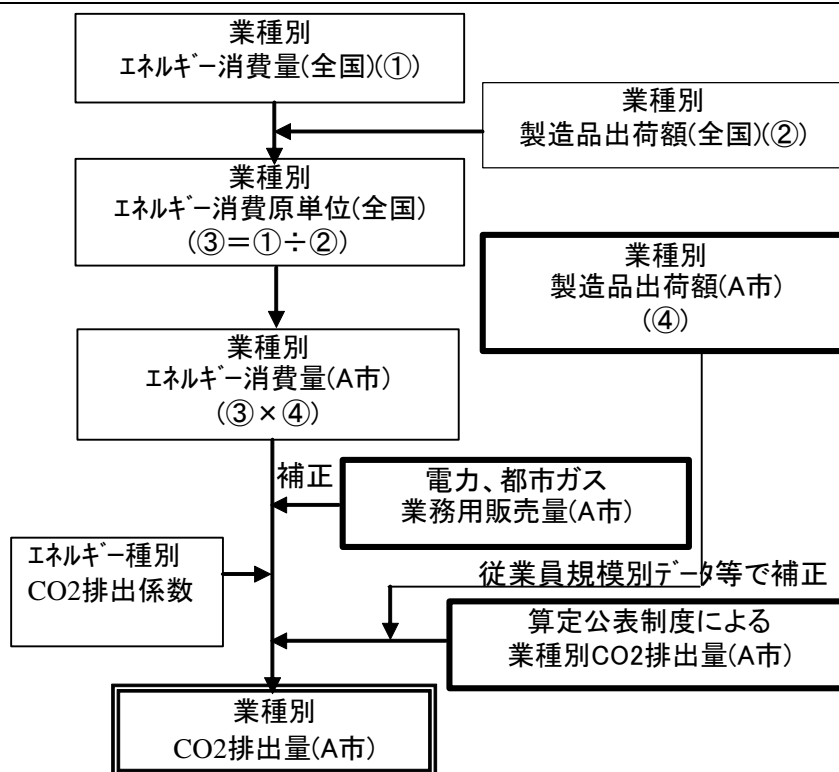 業種別
エネルギー消費量(全国)(①)
業種別
製造品出荷額(全国)(②)
業種別
エネルギー消費原単位(全国)
(③=①÷②)
業種別
製造品出荷額(A市)
(④)
業種別
エネルギー消費量(A市)
(③×④)
補正
電力、都市ガス
業務用販売量(A市)
エネルギー種別
CO2排出係数
従業員規模別データ等で補正
算定公表制度による
業種別CO2排出量(A市)
業種別
CO2排出量(A市)